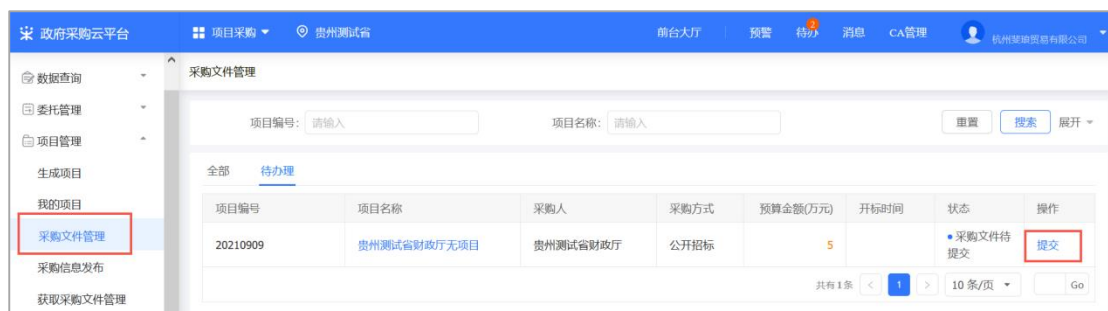 政府采购云平台
项目采购
贵州测试省
前台大厅
预警
待办
2
消息
CA管理
杭州某琅贸易有限公司
数据查询
委托管理
项目管理
生成项目
我的项目
采购文件管理
采购信息发布
获取采购文件管理
采购文件管理
项目编号: 请输入
项目名称: 请输入
重置
搜索
展开
全部
待办理
项目编号 项目名称 采购人 采购方式 预算金额(万元) 开标时间 状态 操作
20210909 贵州测试省财政厅无项目 贵州测试省财政厅 公开招标 5 采购文件待 提交
提交
共有1条 < 1 > 10 条/页 Go